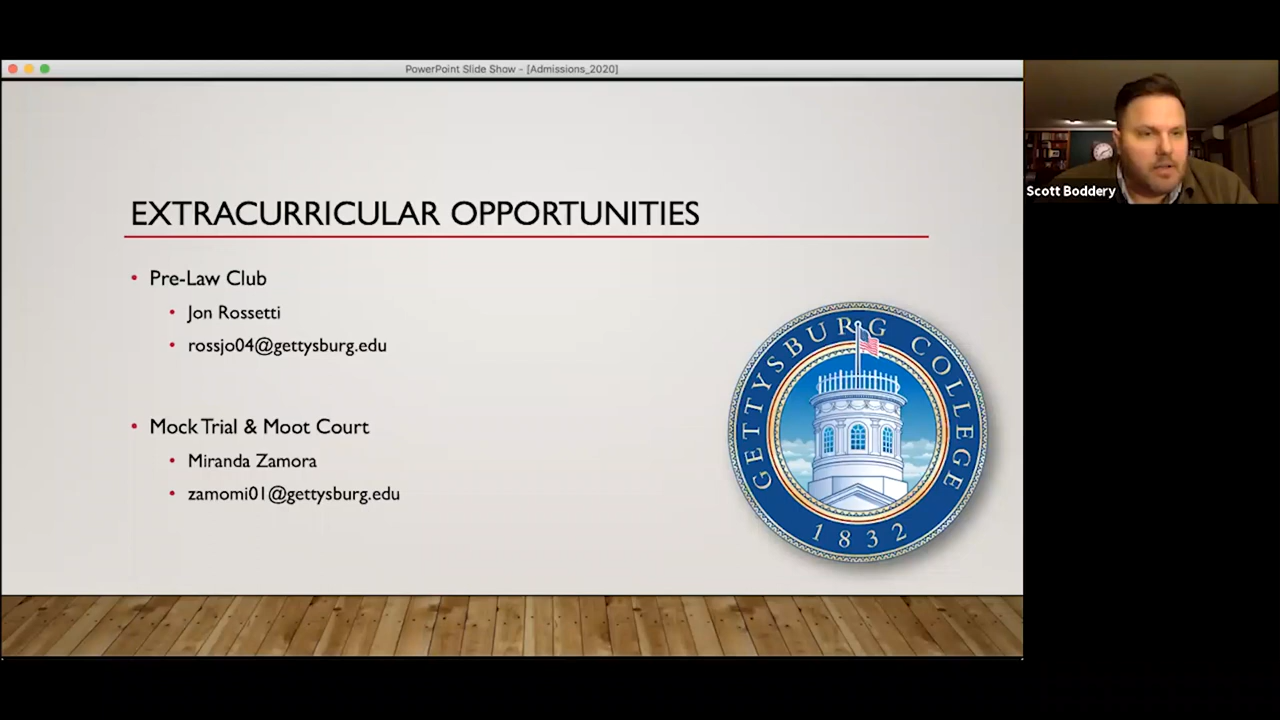 PowerPoint Slide Show - [Admissions_2020]
EXTRACURRICULAR OPPORTUNITIES
• Pre-Law Club
• Jon Rossetti
• rossjo04@gettysburg.edu
• Mock Trial & Moot Court
• Miranda Zamora
• zamomi01@gettysburg.edu
GETTYSBURG COLLEGE
1832
Scott Boddery